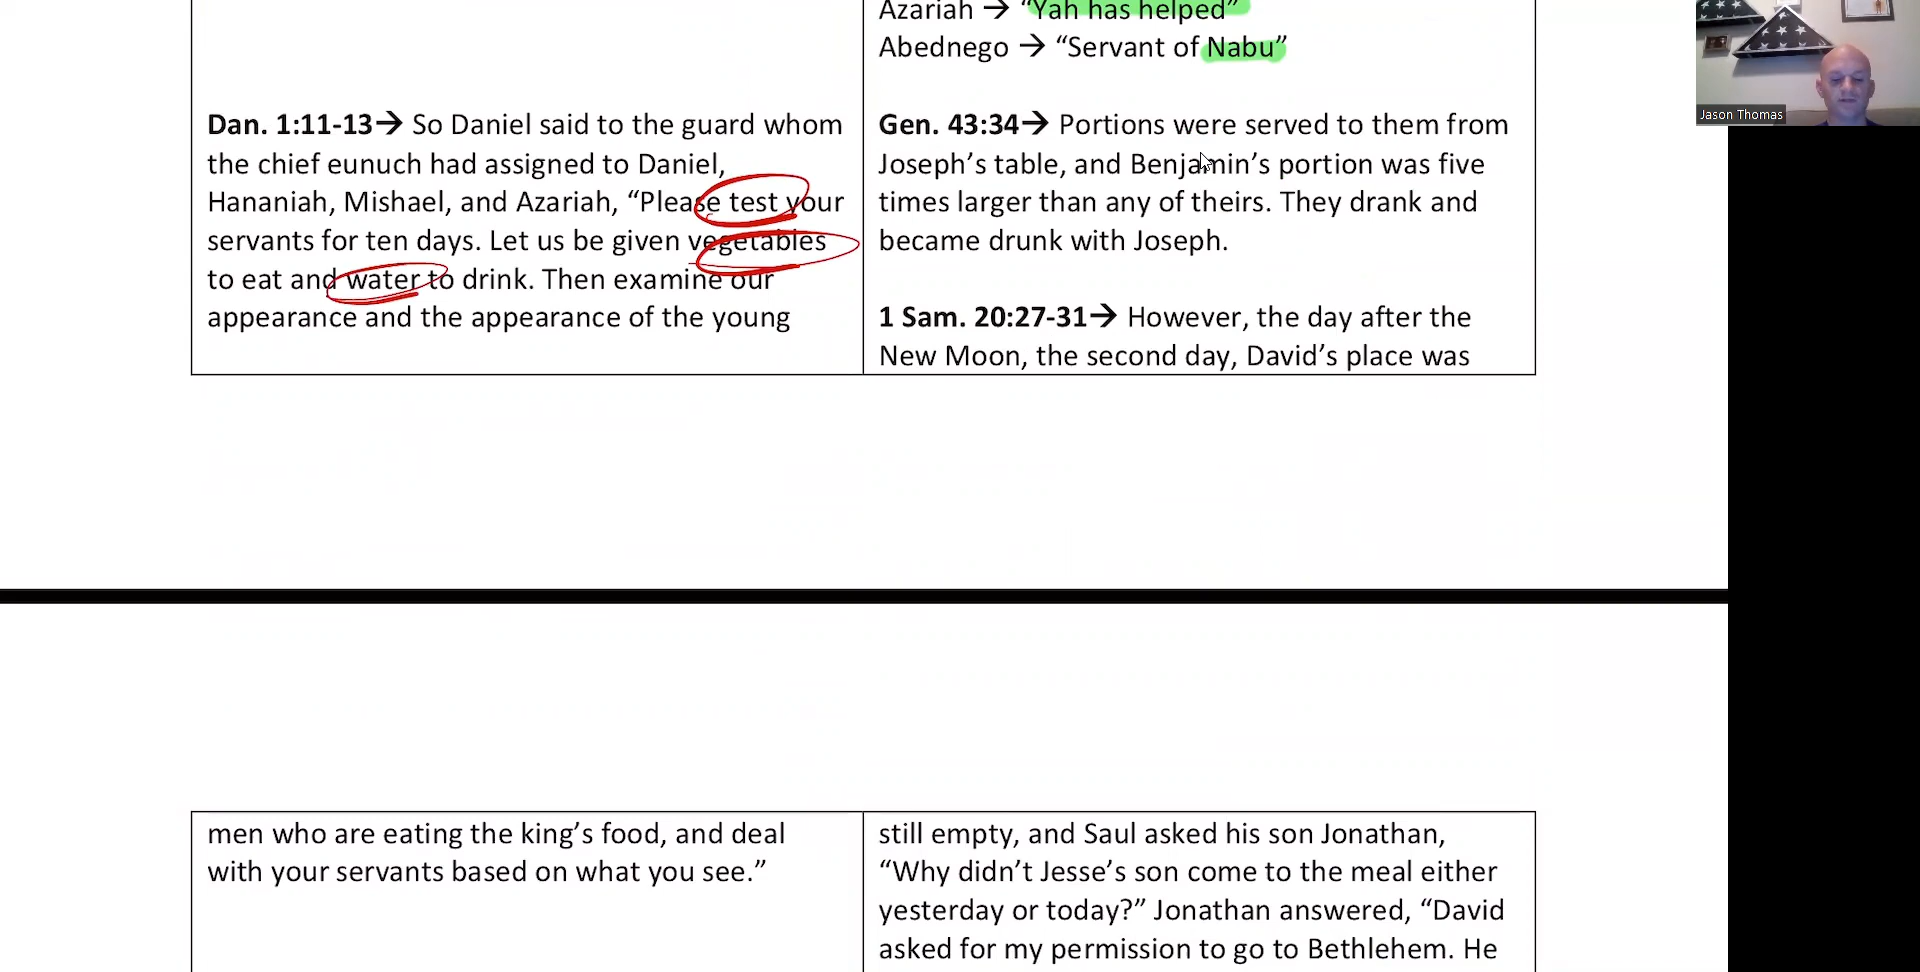 Azariah → “Yah has helped”
Abednego → “Servant of Nabu”
Dan. 1:11-13→ So Daniel said to the guard whom
the chief eunuch had assigned to Daniel,
Hananiah, Mishael, and Azariah, “Please test your
servants for ten days. Let us be given vegetables
to eat and water to drink. Then examine our
appearance and the appearance of the young
Gen. 43:34→ Portions were served to them from
Joseph’s table, and Benjamin’s portion was five
times larger than any of theirs. They drank and
became drunk with Joseph.
1 Sam. 20:27-31→ However, the day after the
New Moon, the second day, David’s place was
men who are eating the king’s food, and deal
with your servants based on what you see.”
still empty, and Saul asked his son Jonathan,
“Why didn’t Jesse’s son come to the meal either
yesterday or today?” Jonathan answered, “David
asked for my permission to go to Bethlehem. He
Jason Thomas